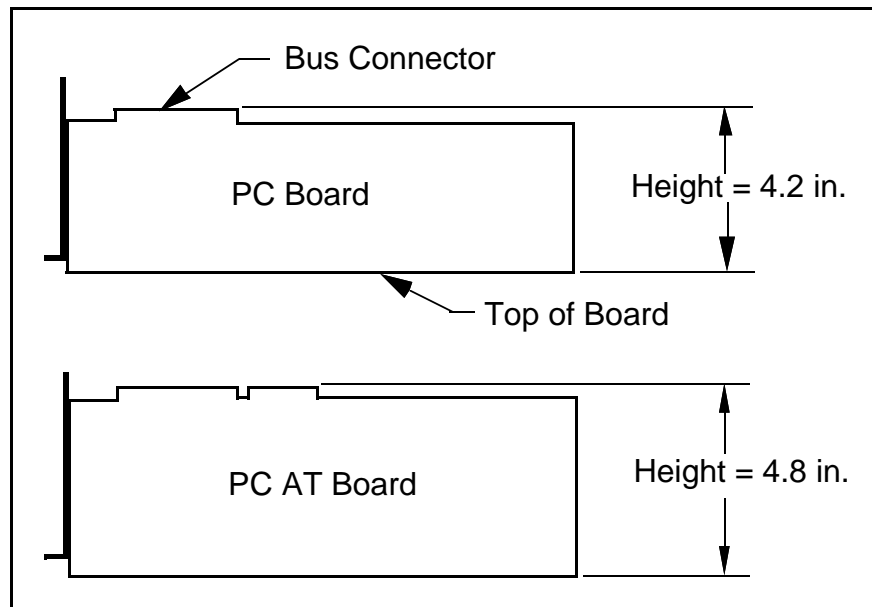 Bus Connector
PC Board
Height = 4.2 in.
Top of Board
PC AT Board
Height = 4.8 in.